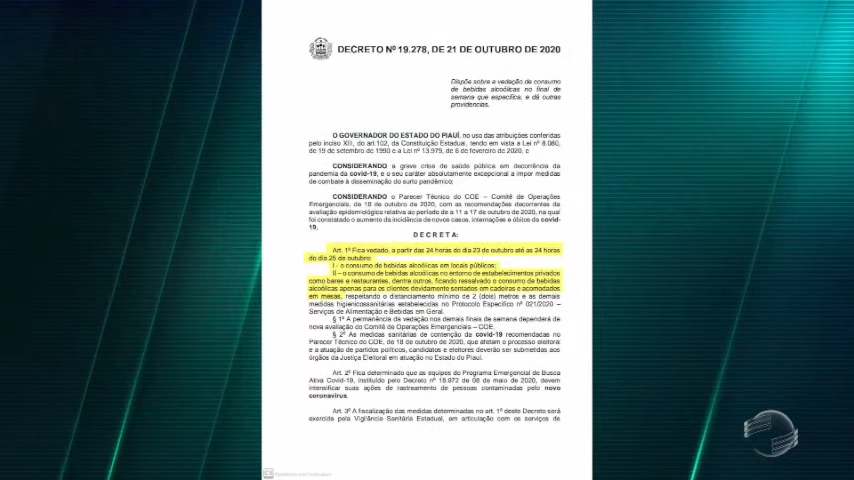 DECRETO Nº 19.278, DE 21 DE OUTUBRO DE 2020
Dispõe sobre a vedação de consumo
de bebidas alcoólicas no final de
semana que especifica, e dá outras
providencias.
O GOVERNADOR DO ESTADO DO PIAUÍ, no uso das atribuições conferidas
pelo inciso XIII, do art.102, da Constituição Estadual, tendo em vista a Lei nº 8.080,
de 19 de setembro de 1990 e a Lei nº 13.979, de 6 de fevereiro de 2020, e
CONSIDERANDO a grave crise de saúde pública em decorrência da
pandemia da covid-19, e o seu caráter absolutamente excepcional a impor medidas
de combate à disseminação do surto pandêmico;
CONSIDERANDO o Parecer Técnico do COE – Comitê de Operações
Emergenciais, de 18 de outubro de 2020, com as recomendações decorrentes da
avaliação epidemiológica relativa ao período de a 11 a 17 de outubro de 2020, na qual
foi constatado o aumento da incidência de novos casos, internações e óbitos da covid-
19,
D E C R E T A:
Art. 1º Fica vedado, a partir das 24 horas do dia 23 de outubro até as 24 horas
do dia 25 de outubro:
I - o consumo de bebidas alcoólicas em locais públicos;
II – o consumo de bebidas alcoólicas no entorno de estabelecimentos privados
como bares e restaurantes, dentre outros, ficando ressalvado o consumo de bebidas
alcoólicas apenas para os clientes devidamente sentados em cadeiras e acomodados
em mesas, respeitando o distanciamento mínimo de 2 (dois) metros e as demais
medidas higienicossanitárias estabelecidas no Protocolo Específico nº 021/2020 –
Serviços de Alimentação e Bebidas em Geral.
§ 1º A permanência da vedação nos demais finais de semana dependerá de
nova avaliação do Comitê de Operações Emergenciais – COE.
§ 2º As medidas sanitárias de contenção da covid-19 recomendadas no
Parecer Técnico do COE, de 18 de outubro de 2020, que afetam o processo eleitoral
e a atuação de partidos políticos, candidatos e eleitores deverão ser submetidas aos
órgãos da Justiça Eleitoral em atuação no Estado do Piauí.
Art. 2º Fica determinado que as equipes do Programa Emergencial de Busca
Ativa Covid-19, instituído pelo Decreto nº 18.972 de 08 de maio de 2020, devem
intensificar suas ações de rastreamento de pessoas contaminadas pelo novo
coronavírus.
Art. 3º A fiscalização das medidas determinadas no art. 1º deste Decreto será
exercida pela Vigilância Sanitária Estadual, em articulação com os serviços de